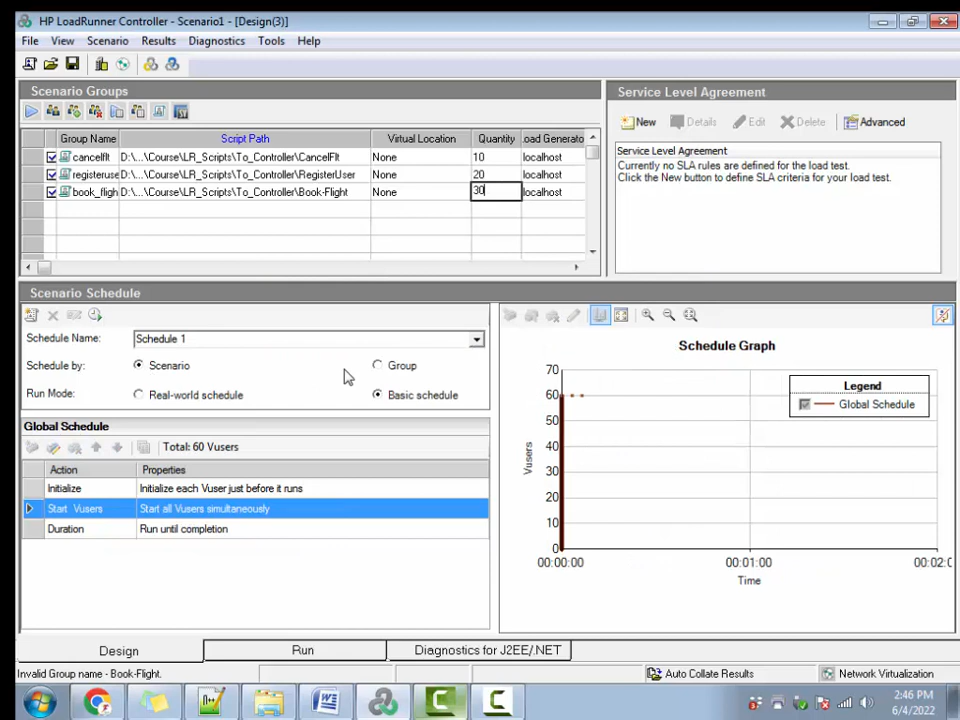 HP LoadRunner Controller - Scenario1 - [Design(3)]
File View Scenario Results Diagnostics Tools Help
Scenario Groups
Group Name Script Path Virtual Location Quantity oad Generato
cancelflt D:\...\Course\LR_Scripts\To_Controller\CancelFlt None 10 localhost
registeruse D:\...\Course\LR_Scripts\To_Controller\RegisterUser None 20 localhost
book_fligh D:\...\Course\LR_Scripts\To_Controller\Book-Flight None 30 localhost
Service Level Agreement
New Details Edit Delete Advanced
Service Level Agreement
Currently no SLA rules are defined for the load test.
Click the New button to define SLA criteria for your load test.
Scenario Schedule
Schedule Name: Schedule 1
Schedule by: Scenario Group
Run Mode: Real-world schedule Basic schedule
Global Schedule
Total: 60 Vusers
Action Properties
Initialize Initialize each Vuser just before it runs
Start Vusers Start all Vusers simultaneously
Duration Run until completion
Schedule Graph
Legend
Global Schedule
Vusers
70
60
50
40
30
20
10
0
00:00:00 00:01:00 00:02:0
Time
Design Run Diagnostics for J2EE/.NET
Invalid Group name - Book-Flight. Auto Collate Results Network Virtualization
2:46 PM
6/4/2022